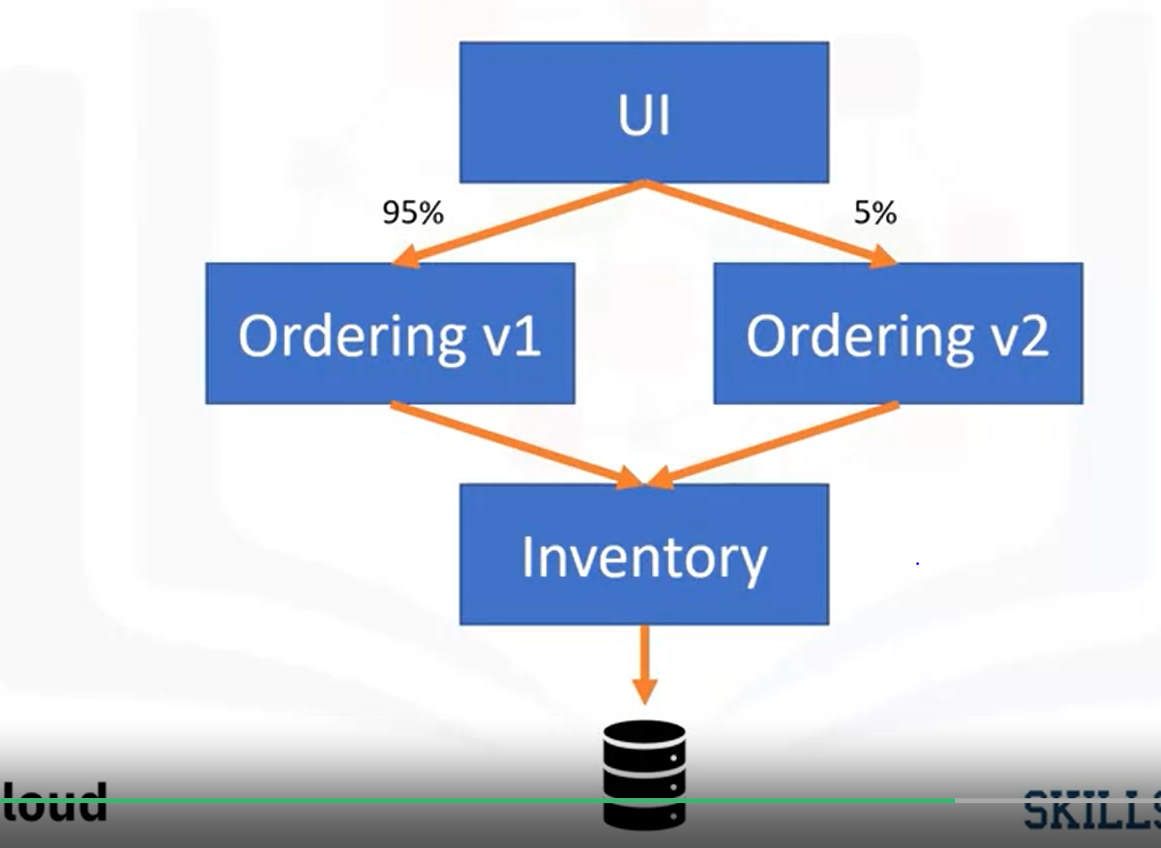 UI
95%
5%
Ordering v1
Ordering v2
Inventory
loud
SKILLS